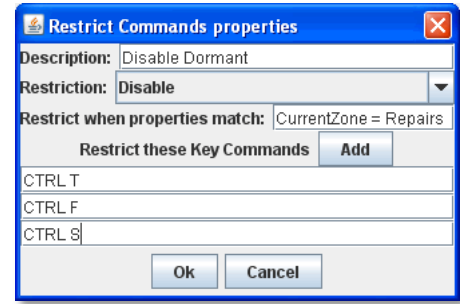 Restrict Commands properties
Description: Disable Dormant
Restriction: Disable
Restrict when properties match: CurrentZone = Repairs
Restrict these Key Commands Add
CTRL T
CTRL F
CTRL S
Ok Cancel